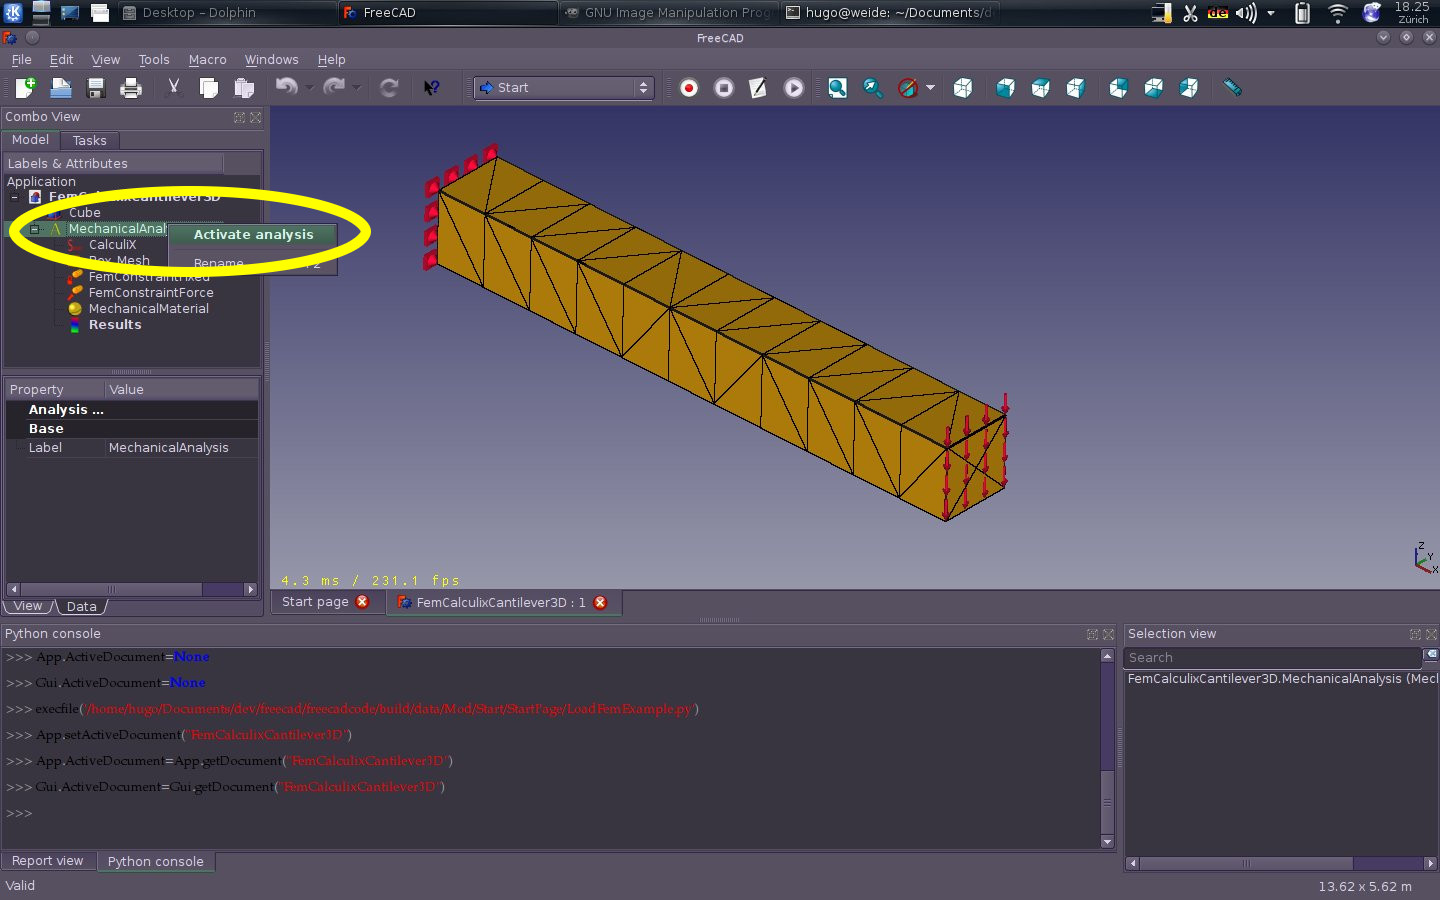 Desktop – Dolphin
FreeCAD
GNU Image Manipulation Prog
hugo@weide: ~/Documents/d
de
18.25
Zürich
FreeCAD
File Edit View Tools Macro Windows Help
Start
Combo View
Model Tasks
Labels & Attributes
Application
Cube
MechanicalAnal
Activate analysis
CalculiX
Box Mesh
Rename
FemConstraintFixed
FemConstraintForce
MechanicalMaterial
Results
Property Value
Analysis ...
Base
Label MechanicalAnalysis
View Data
4.3 ms / 231.1 fps
Z
Y
X
Start page
FemCalculixCantilever3D : 1
Python console
>>> App.ActiveDocument=None
>>> Gui.ActiveDocument=None
>>> execfile('/home/hugo/Documents/dev/freecad/freecadcode/build/data/Mod/Start/StartPage/LoadFemExample.py')
>>> App.setActiveDocument("FemCalculixCantilever3D")
>>> App.ActiveDocument=App.getDocument("FemCalculixCantilever3D")
>>> Gui.ActiveDocument=Gui.getDocument("FemCalculixCantilever3D")
>>>
Selection view
Search
FemCalculixCantilever3D.MechanicalAnalysis (Mecl
Report view Python console
Valid
13.62 x 5.62 m